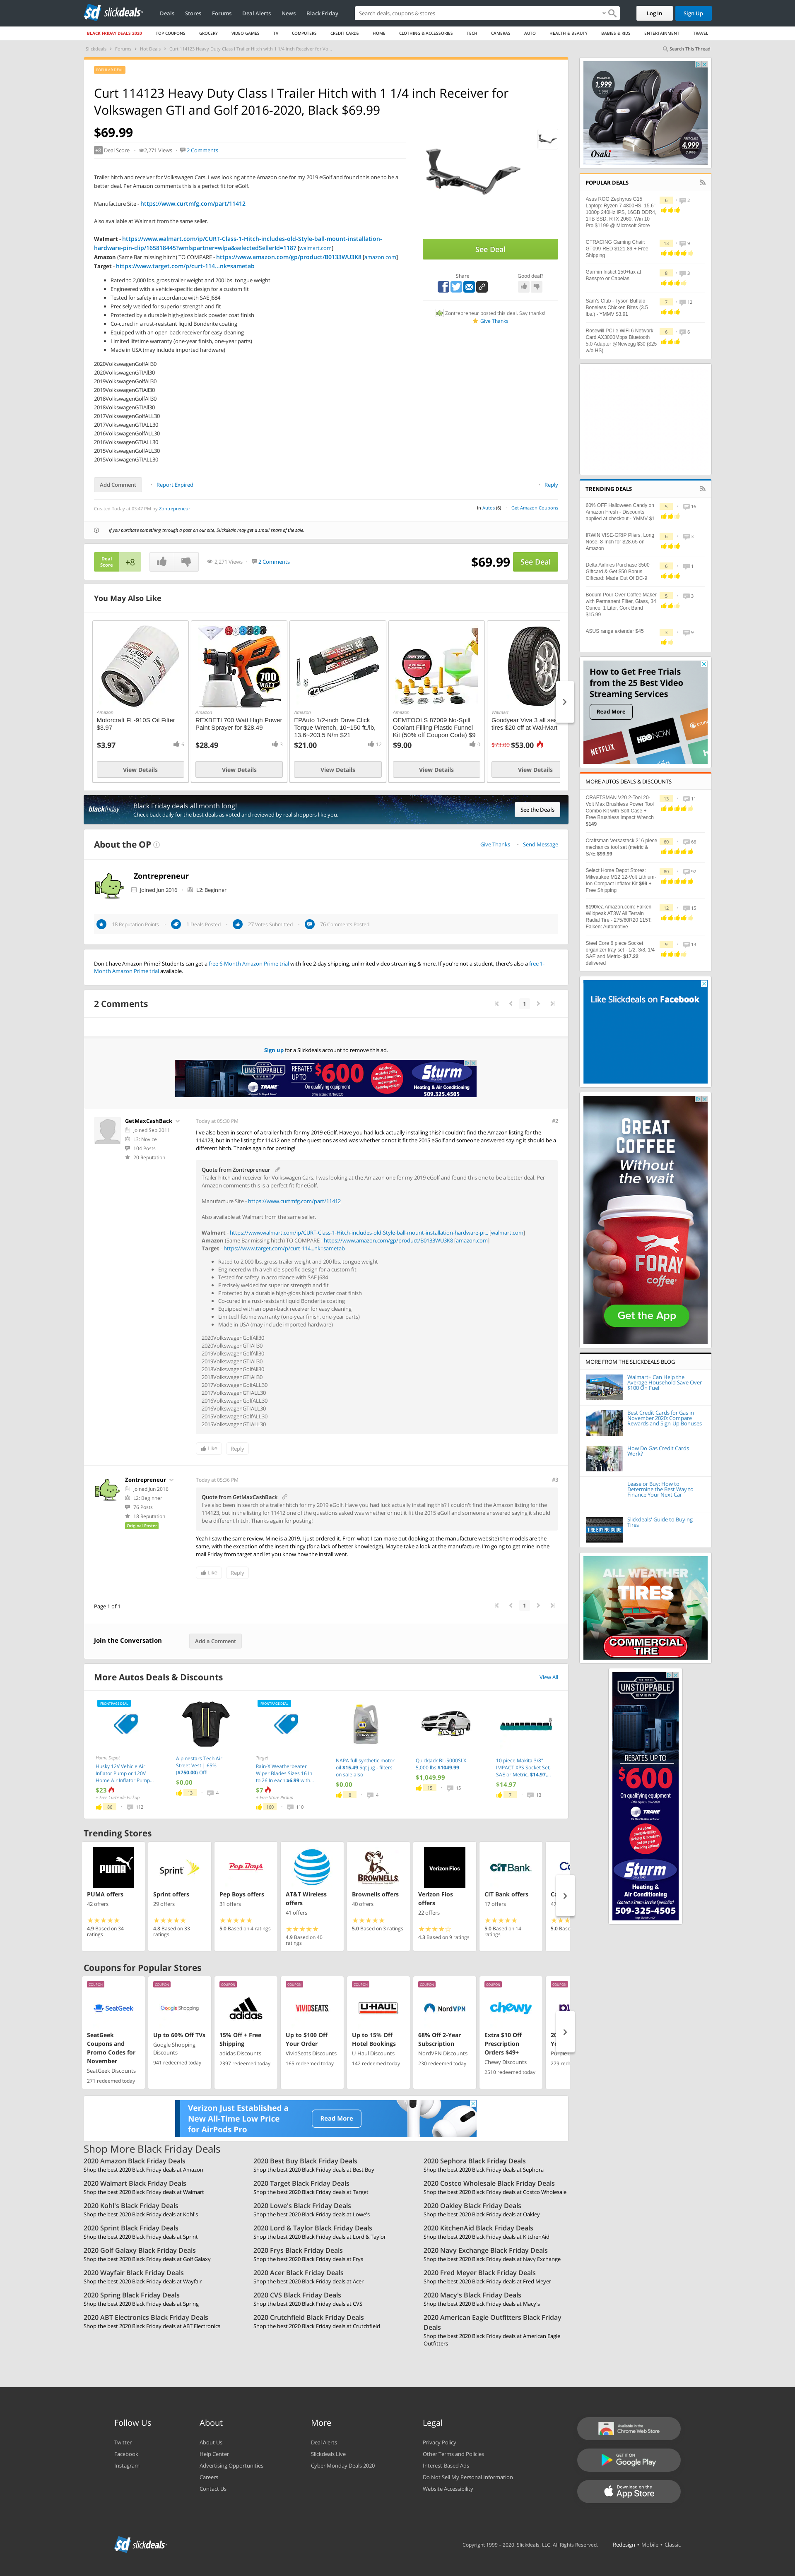 slickdeals
Deals
Stores
Forums
Deal Alerts
News
Black Friday
Search deals, coupons & stores
Log In
Sign Up
BLACK FRIDAY DEALS 2020
TOP COUPONS
GROCERY
VIDEO GAMES
TV
COMPUTERS
CREDIT CARDS
HOME
CLOTHING & ACCESSORIES
TECH
CAMERAS
AUTO
HEALTH & BEAUTY
BABIES & KIDS
ENTERTAINMENT
TRAVEL
Search This Thread
Curt 114123 Heavy Duty Class I Trailer Hitch with 1 1/4 inch Receiver for
Volkswagen GTI and Golf 2016-2020, Black $69.99
$69.99
Deal Score
2,271 Views
2 Comments
Trailer hitch and receiver for Volkswagen Cars. I was looking at the Amazon one for my 2019 eGolf and found this one to be a
better deal. Per Amazon comments this is a perfect fit for eGolf.
Manufacture Site - https://www.curtmfg.com/part/11412
Also available at Walmart from the same seller.
Walmart - https://www.walmart.com/ip/CURT-Class-1-Hitch-includes-old-Style-ball-mount-installation-
hardware-pin-clip/165818445?wmlspartner=wlpa&selectedSellerId=1187 [walmart.com]
Amazon (Same Bar missing hitch) TO COMPARE - https://www.amazon.com/gp/product/B0133WU3K8 [amazon.com]
Target - https://www.target.com/p/curt-114...nk=sametab
Rated to 2,000 lbs. gross trailer weight and 200 lbs. tongue weight
Engineered with a vehicle-specific design for a custom fit
Tested for safety in accordance with SAE J684
Precisely welded for superior strength and fit
Protected by a durable high-gloss black powder coat finish
Co-cured in a rust-resistant liquid Bonderite coating
Equipped with an open-back receiver for easy cleaning
Limited lifetime warranty (one-year finish, one-year parts)
Made in USA (may include imported hardware)
2020VolkswagenGolfAll30
2020VolkswagenGTIAll30
2019VolkswagenGolfAll30
2019VolkswagenGTIAll30
2018VolkswagenGolfAll30
2018VolkswagenGTIAll30
2017VolkswagenGolfALL30
2017VolkswagenGTIALL30
2016VolkswagenGolfALL30
2016VolkswagenGTIALL30
2015VolkswagenGolfALL30
2015VolkswagenGTIALL30
See Deal
Share
Good deal?
Zontrepreneur posted this deal. Say thanks!
Give Thanks
Add Comment
Report Expired
Reply
Created Today at 03:47 PM by Zontrepreneur
in Autos (6)
Get Amazon Coupons
If you purchase something through a post on our site, Slickdeals may get a small share of the sale.
Deal Score
+8
2,271 Views
2 Comments
$69.99
See Deal
You May Also Like
Amazon
Motorcraft FL-910S Oil Filter $3.97
$3.97
6
View Details
Amazon
REXBETI 700 Watt High Power Paint Sprayer for $28.49
$28.49
3
View Details
Amazon
EPAuto 1/2-inch Drive Click Torque Wrench, 10~150 ft./lb, 13.6~203.5 N/m $21
$21.00
12
View Details
Amazon
OEMTOOLS 87009 No-Spill Coolant Filling Plastic Funnel Kit (50% off Coupon Code) $9
$9.00
0
View Details
Walmart
Goodyear Viva 3 all sea
tires $20 off at Wal-Mart
$73.00 $53.00
View Details
blackfriday
Black Friday deals all month long!
Check back daily for the best deals as voted and reviewed by real shoppers like you.
See the Deals
About the OP
Give Thanks
Send Message
Zontrepreneur
Joined Jun 2016
L2: Beginner
18 Reputation Points
7 Deals Posted
27 Votes Submitted
76 Comments Posted
Don't have Amazon Prime? Students can get a free 6-Month Amazon Prime trial with free 2-day shipping, unlimited video streaming & more. If you're not a student, there's also a free 1-
Month Amazon Prime trial available.
2 Comments
1
Sign up for a Slickdeals account to remove this ad.
UNSTOPPABLE
TRANE
REBATES UP TO $600
Sturm
Heating & Air Conditioning
509.325.4505
GetMaxCashBack
Joined Sep 2011
L3: Novice
104 Posts
20 Reputation
Today at 05:30 PM
#2
I've also been in search of a trailer hitch for my 2019 eGolf. Have you had luck actually installing this? I couldn't find the Amazon listing for the
114123, but in the listing for 11412 one of the questions asked was whether or not it fit the 2015 eGolf and someone answered saying it should be a
different hitch. Thanks again for posting!
Quote from Zontrepreneur
Trailer hitch and receiver for Volkswagen Cars. I was looking at the Amazon one for my 2019 eGolf and found this one to be a better deal. Per
Amazon comments this is a perfect fit for eGolf.
Manufacture Site - https://www.curtmfg.com/part/11412
Also available at Walmart from the same seller.
Walmart - https://www.walmart.com/ip/CURT-Class-1-Hitch-includes-old-Style-ball-mount-installation-hardware-pi... [walmart.com]
Amazon (Same Bar missing hitch) TO COMPARE - https://www.amazon.com/gp/product/B0133WU3K8 [amazon.com]
Target - https://www.target.com/p/curt-114...nk=sametab
Rated to 2,000 lbs. gross trailer weight and 200 lbs. tongue weight
Engineered with a vehicle-specific design for a custom fit
Tested for safety in accordance with SAE J684
Precisely welded for superior strength and fit
Protected by a durable high-gloss black powder coat finish
Co-cured in a rust-resistant liquid Bonderite coating
Equipped with an open-back receiver for easy cleaning
Limited lifetime warranty (one-year finish, one-year parts)
Made in USA (may include imported hardware)
2020VolkswagenGolfAll30
2020VolkswagenGTIAll30
2019VolkswagenGolfAll30
2019VolkswagenGTIAll30
2018VolkswagenGolfAll30
2018VolkswagenGTIAll30
2017VolkswagenGolfALL30
2017VolkswagenGTIALL30
2016VolkswagenGolfALL30
2016VolkswagenGTIALL30
2015VolkswagenGolfALL30
2015VolkswagenGTIALL30
Like
Reply
Zontrepreneur
Joined Jun 2016
L2: Beginner
76 Posts
18 Reputation
Original Poster
Today at 05:36 PM
#3
Quote from GetMaxCashBack
I've also been in search of a trailer hitch for my 2019 eGolf. Have you had luck actually installing this? I couldn't find the Amazon listing for the
114123, but in the listing for 11412 one of the questions asked was whether or not it fit the 2015 eGolf and someone answered saying it should be
a different hitch. Thanks again for posting!
Yeah I saw the same review. Mine is a 2019, I just ordered it. From what I can make out (looking at the manufacture website) the models are the
same, with the exception of the insert thingy (for a lack of better vocabulary). Maybe take a look at the manufacture. I'm going to get mine in the
mail Friday from target and let you know how the install went.
Like
Reply
Page 1 of 1
1
Join the Conversation
Add a Comment
More Autos Deals & Discounts
View All
Home Depot
Husky 12V Vehicle Air Inflator Pump or 120V Home Air Inflator Pump...
$23
+ Free Curbside Pickup
86
112
Alpinestars Tech Air Street Vest | 65% ($750.00) Off!
$0.00
13
4
Target
Rain-X Weatherbeater Wiper Blades Sizes 16 in to 26 in each $6.99 with...
$7
+ Free Store Pickup
160
116
NAPA full synthetic motor oil $15.49 5qt jug - filters on sale also
$0.00
8
4
QuickJack BL-5000SLX 5,000 lbs $1049.99
$1,049.99
15
15
10 piece Makita 3/8" IMPACT XPS Socket Set, SAE or Metric, $14.97...
$14.97
7
13
Trending Stores
PUMA offers
42 offers
4.9 Based on 34 ratings
Sprint offers
29 offers
4.8 Based on 33 ratings
Pep Boys offers
31 offers
5.0 Based on 4 ratings
AT&T Wireless offers
41 offers
4.9 Based on 40 ratings
Brownells offers
40 offers
5.0 Based on 3 ratings
Verizon Fios offers
22 offers
4.3 Based on 9 ratings
CIT Bank offers
17 offers
5.0 Based on 14 ratings
Coupons for Popular Stores
COUPON
SeatGeek Coupons and Promo Codes for November
SeatGeek Discounts
271 redeemed today
Up to 60% Off TVs
Google Shopping Discounts
941 redeemed today
15% Off + Free Shipping
adidas Discounts
2397 redeemed today
Up to $100 Off Your Order
VividSeats Discounts
165 redeemed today
Up to 15% Off Hotel Bookings
U-Haul Discounts
142 redeemed today
68% Off 2-Year Subscription
NordVPN Discounts
230 redeemed today
Extra $10 Off Prescription Orders $49+
Chewy Discounts
2510 redeemed today
Verizon Just Established a
New All-Time Low Price
for AirPods Pro
Read More
Shop More Black Friday Deals
2020 Amazon Black Friday Deals
Shop the best 2020 Black Friday deals at Amazon
2020 Best Buy Black Friday Deals
Shop the best 2020 Black Friday deals at Best Buy
2020 Sephora Black Friday Deals
Shop the best 2020 Black Friday deals at Sephora
2020 Walmart Black Friday Deals
Shop the best 2020 Black Friday deals at Walmart
2020 Target Black Friday Deals
Shop the best 2020 Black Friday deals at Target
2020 Costco Wholesale Black Friday Deals
Shop the best 2020 Black Friday deals at Costco Wholesale
2020 Kohl's Black Friday Deals
Shop the best 2020 Black Friday deals at Kohl's
2020 Lowe's Black Friday Deals
Shop the best 2020 Black Friday deals at Lowe's
2020 Oakley Black Friday Deals
Shop the best 2020 Black Friday deals at Oakley
2020 Sprint Black Friday Deals
Shop the best 2020 Black Friday deals at Sprint
2020 Lord & Taylor Black Friday Deals
Shop the best 2020 Black Friday deals at Lord & Taylor
2020 KitchenAid Black Friday Deals
Shop the best 2020 Black Friday deals at KitchenAid
2020 Golf Galaxy Black Friday Deals
Shop the best 2020 Black Friday deals at Golf Galaxy
2020 Frys Black Friday Deals
Shop the best 2020 Black Friday deals at Frys
2020 Navy Exchange Black Friday Deals
Shop the best 2020 Black Friday deals at Navy Exchange
2020 Wayfair Black Friday Deals
Shop the best 2020 Black Friday deals at Wayfair
2020 Acer Black Friday Deals
Shop the best 2020 Black Friday deals at Acer
2020 Fred Meyer Black Friday Deals
Shop the best 2020 Black Friday deals at Fred Meyer
2020 Spring Black Friday Deals
Shop the best 2020 Black Friday deals at Spring
2020 CVS Black Friday Deals
Shop the best 2020 Black Friday deals at CVS
2020 Macy's Black Friday Deals
Shop the best 2020 Black Friday deals at Macy's
2020 ABT Electronics Black Friday Deals
Shop the best 2020 Black Friday deals at ABT Electronics
2020 Crutchfield Black Friday Deals
Shop the best 2020 Black Friday deals at Crutchfield
2020 American Eagle Outfitters Black Friday Deals
Shop the best 2020 Black Friday deals at American Eagle Outfitters
Osaki
4,999
POPULAR DEALS
Asus ROG Zephyrus G15 Laptop: Ryzen 7 4800HS, 15.6" 1080p 240Hz IPS, 16GB DDR4, 1TB SSD, RTX 2060, Win 10 Pro $1199 @ Microsoft Store
GTRACING Gaming Chair: GT099-RED $121.89 + Free Shipping
Garmin Instict 150+tax at Basspro or Cabelas
Sam's Club - Tyson Buffalo Boneless Chicken Bites (3.5 lbs.) - YMMV $3.91
Rosewill PCI-e WiFi 6 Network Card AX3000Mbps Bluetooth 5.0 Adapter @Newegg $30 ($25 w/n HS)
TRENDING DEALS
60% OFF Halloween Candy on Amazon Fresh - Discounts applied at checkout - YMMV $1
IRWIN VISE-GRIP Pliers, Long Nose, 8-Inch for $28.65 on Amazon
Delta Airlines Purchase $500 Giftcard & Get $50 Bonus Giftcard. Made Out Of DC-9
Bodum Pour Over Coffee Maker with Permanent Filter, Glass, 34 Ounce, 1 Liter, Cork Band $15.99
ASUS range extender $45
How to Get Free Trials
from the 25 Best Video
Streaming Services
Read More
NETFLIX
HBO NOW
MORE AUTOS DEALS & DISCOUNTS
CRAFTSMAN V20 2-Tool 20-Volt Max Brushless Power Tool Combo Kit with Soft Case + Free Brushless Impact Wrench $149
Craftsman Versastack 216 piece mechanics tool set (metric & SAE $99.99
Select Home Depot Stores: Milwaukee M12 12-Volt Lithium-Ion Compact Inflator Kit $99 + Free Shipping
$190/ea Amazon.com: Falken Wildpeak AT3W All Terrain Radial Tire - 275/60R20 115T Falken: Automotive
Steel Core 6 piece Socket organizer tray set - 1/2, 3/8, 1/4 SAE and Metric- $17.22 delivered
Like Slickdeals on Facebook
GREAT
COFFEE
Without
the wait
FORAY
coffee
Get the App
MORE FROM THE SLICKDEALS BLOG
Walmart+ Can Help the Average Household Save Over $100 On Fuel
Best Credit Cards for Gas in November 2020: Compare Rewards and Sign-Up Bonuses
How Do Gas Credit Cards Work?
Lease or Buy: How to Determine the Best Way to Finance Your Next Car
Slickdeals' Guide to Buying Tires
ALL WEATHER
TIRES
COMMERCIAL
TIRE
UNSTOPPABLE
REBATES UP TO
$600
Sturm
Heating &
Air Conditioning
509-325-4505
Follow Us
Twitter
Facebook
Instagram
About
About Us
Help Center
Advertising Opportunities
Careers
Contact Us
More
Deal Alerts
Slickdeals Live
Cyber Monday Deals 2020
Legal
Privacy Policy
Other Terms and Policies
Interest-Based Ads
Do Not Sell My Personal Information
Website Accessibility
Available in the
Chrome Web Store
GET IT ON
Google Play
Download on the
App Store
slickdeals
Copyright 1999 - 2020. Slickdeals, LLC. All Rights Reserved.
Redesign • Mobile • Classic